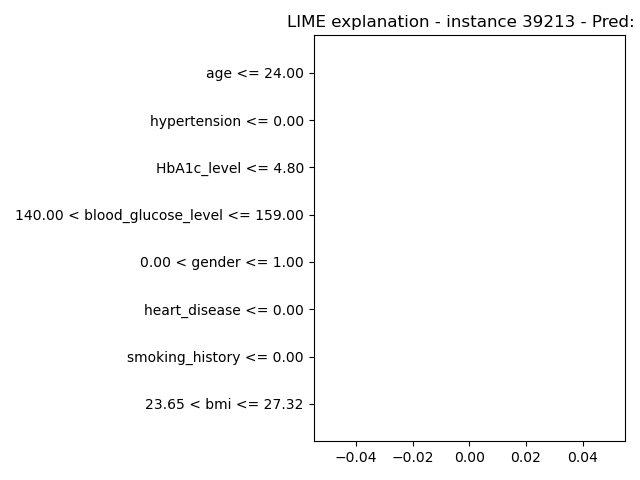 LIME explanation - instance 39213 - Pred:
age <= 24.00
hypertension <= 0.00
HbA1c_level <= 4.80
140.00 < blood_glucose_level <= 159.00
0.00 < gender <= 1.00
heart_disease <= 0.00
smoking_history <= 0.00
23.65 < bmi <= 27.32
−0.04 −0.02 0.00 0.02 0.04